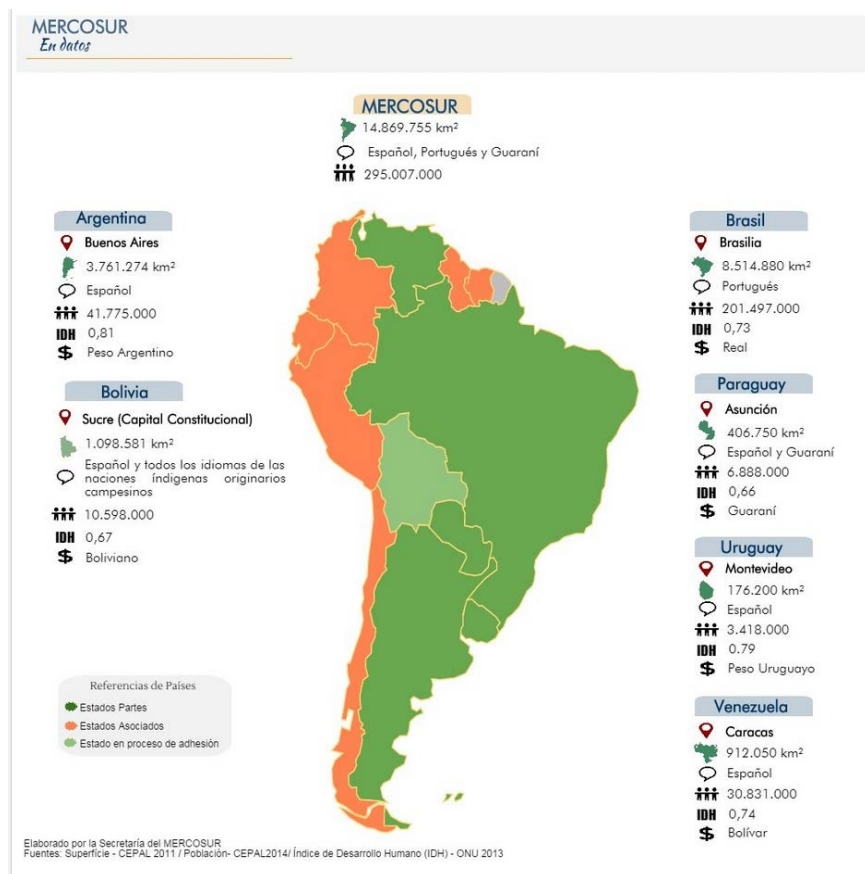 MERCOSUR
En datos
MERCOSUR
14.869.755 km²
Español, Portugués y Guaraní
295.007.000
Argentina
Buenos Aires
3.761.274 km²
Español
41.775.000
IDH 0,81
$ Peso Argentino
Bolivia
Sucre (Capital Constitucional)
1.098.581 km²
Español y todos los idiomas de las
naciones indígenas originarios
campesinos
10.598.000
IDH 0,67
$ Boliviano
Brasil
Brasilia
8.514.880 km²
Portugués
201.497.000
IDH 0,73
$ Real
Paraguay
Asunción
406.750 km²
Español y Guaraní
6.888.000
IDH 0,66
$ Guaraní
Uruguay
Montevideo
176.200 km²
Español
3.418.000
IDH 0.79
$ Peso Uruguayo
Venezuela
Caracas
912.050 km²
Español
30.831.000
IDH 0,74
$ Bolívar
Referencias de Países
Estados Partes
Estados Asociados
Estado en proceso de adhesión
Elaborado por la Secretaría del MERCOSUR
Fuentes: Superfície - CEPAL 2011 / Población- CEPAL2014/ Índice de Desarrollo Humano (IDH) - ONU 2013